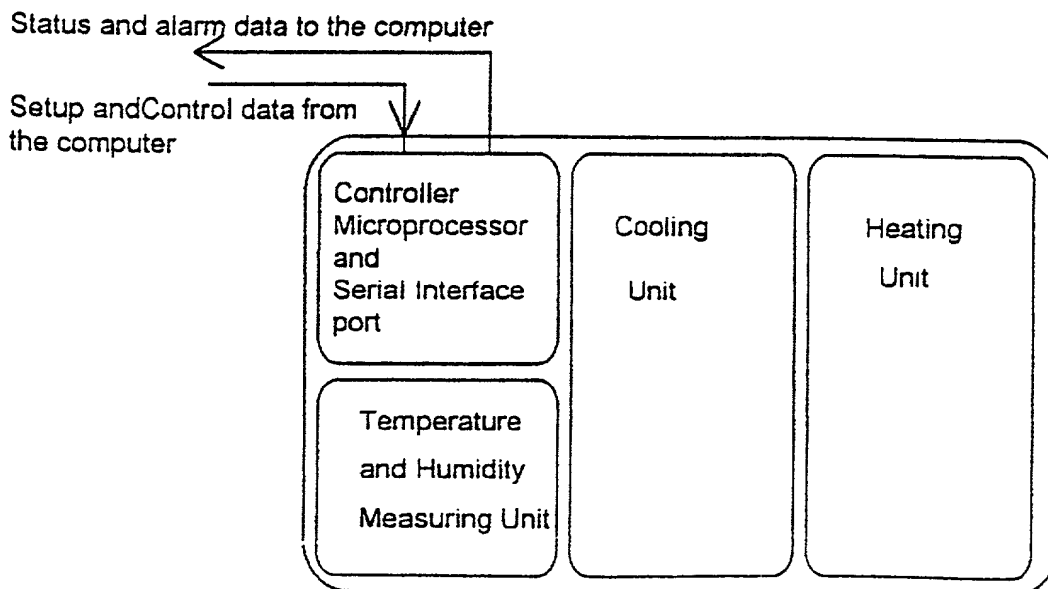 Status and alarm data to the computer
Setup andControl data from
the computer
Controller
Microprocessor
and
Serial Interface
port
Cooling
Unit
Heating
Unit
Temperature
and Humidity
Measuring Unit